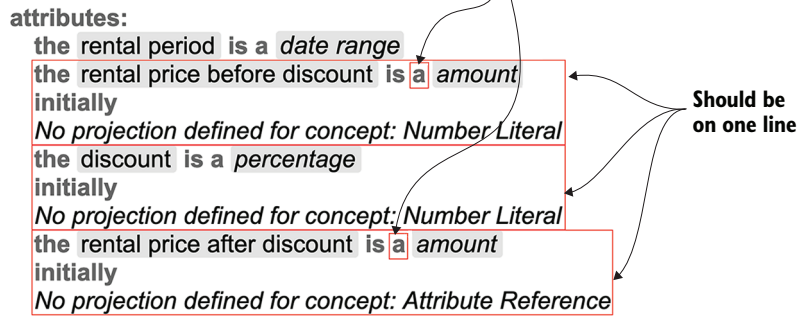 attributes:
the rental period is a date range
the rental price before discount is a amount
initially
No projection defined for concept: Number Literal
the discount is a percentage
initially
No projection defined for concept: Number Literal
the rental price after discount is a amount
initially
No projection defined for concept: Attribute Reference
Should be
on one line